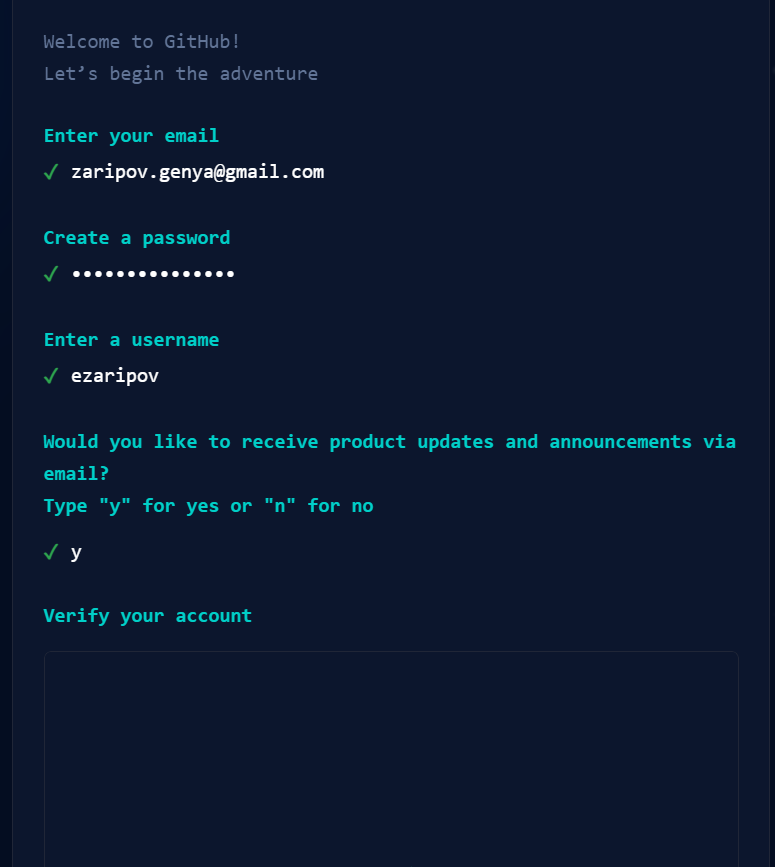 Welcome to GitHub!
Let’s begin the adventure
Enter your email
✓ zaripov.genya@gmail.com
Create a password
✓ •••••••••••••••
Enter a username
✓ ezaripov
Would you like to receive product updates and announcements via
email?
Type "y" for yes or "n" for no
✓ y
Verify your account